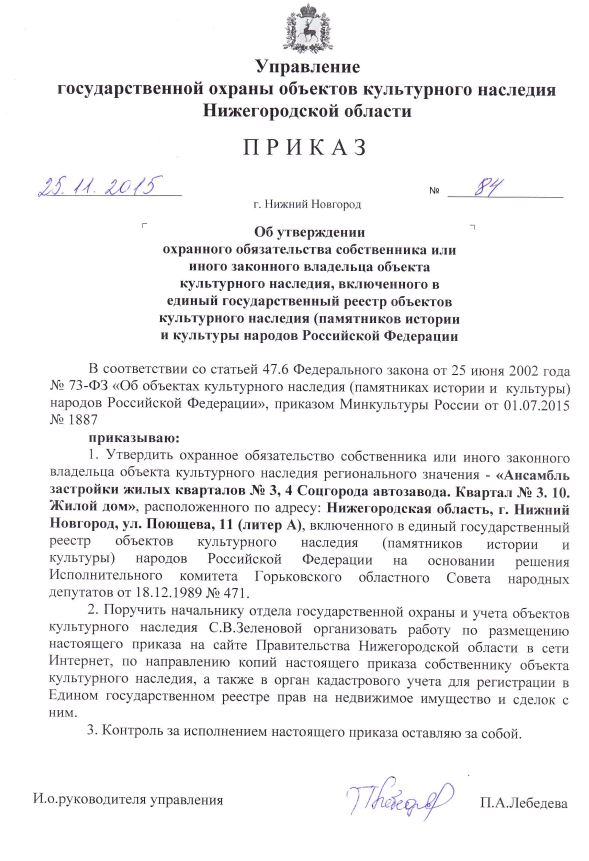 Управление
государственной охраны объектов культурного наследия
Нижегородской области
П Р И К А З
25.11.2015 № 84
г. Нижний Новгород
Об утверждении
охранного обязательства собственника или
иного законного владельца объекта
культурного наследия, включенного в
единый государственный реестр объектов
культурного наследия (памятников истории
и культуры народов Российской Федерации
В соответствии со статьей 47.6 Федерального закона от 25 июня 2002 года
№ 73-ФЗ «Об объектах культурного наследия (памятниках истории и культуры)
народов Российской Федерации», приказом Минкультуры России от 01.07.2015
№ 1887
приказываю:
1. Утвердить охранное обязательство собственника или иного законного
владельца объекта культурного наследия регионального значения - «Ансамбль
застройки жилых кварталов № 3, 4 Соцгорода автозавода. Квартал № 3. 10.
Жилой дом», расположенного по адресу: Нижегородская область, г. Нижний
Новгород, ул. Поющева, 11 (литер А), включенного в единый государственный
реестр объектов культурного наследия (памятников истории и
культуры) народов Российской Федерации на основании решения
Исполнительного комитета Горьковского областного Совета народных
депутатов от 18.12.1989 № 471.
2. Поручить начальнику отдела государственной охраны и учета объектов
культурного наследия С.В.Зеленовой организовать работу по размещению
настоящего приказа на сайте Правительства Нижегородской области в сети
Интернет, по направлению копий настоящего приказа собственнику объекта
культурного наследия, а также в орган кадастрового учета для регистрации в
Едином государственном реестре прав на недвижимое имущество и сделок с
ним.
3. Контроль за исполнением настоящего приказа оставляю за собой.
И.о.руководителя управления П.А.Лебедева